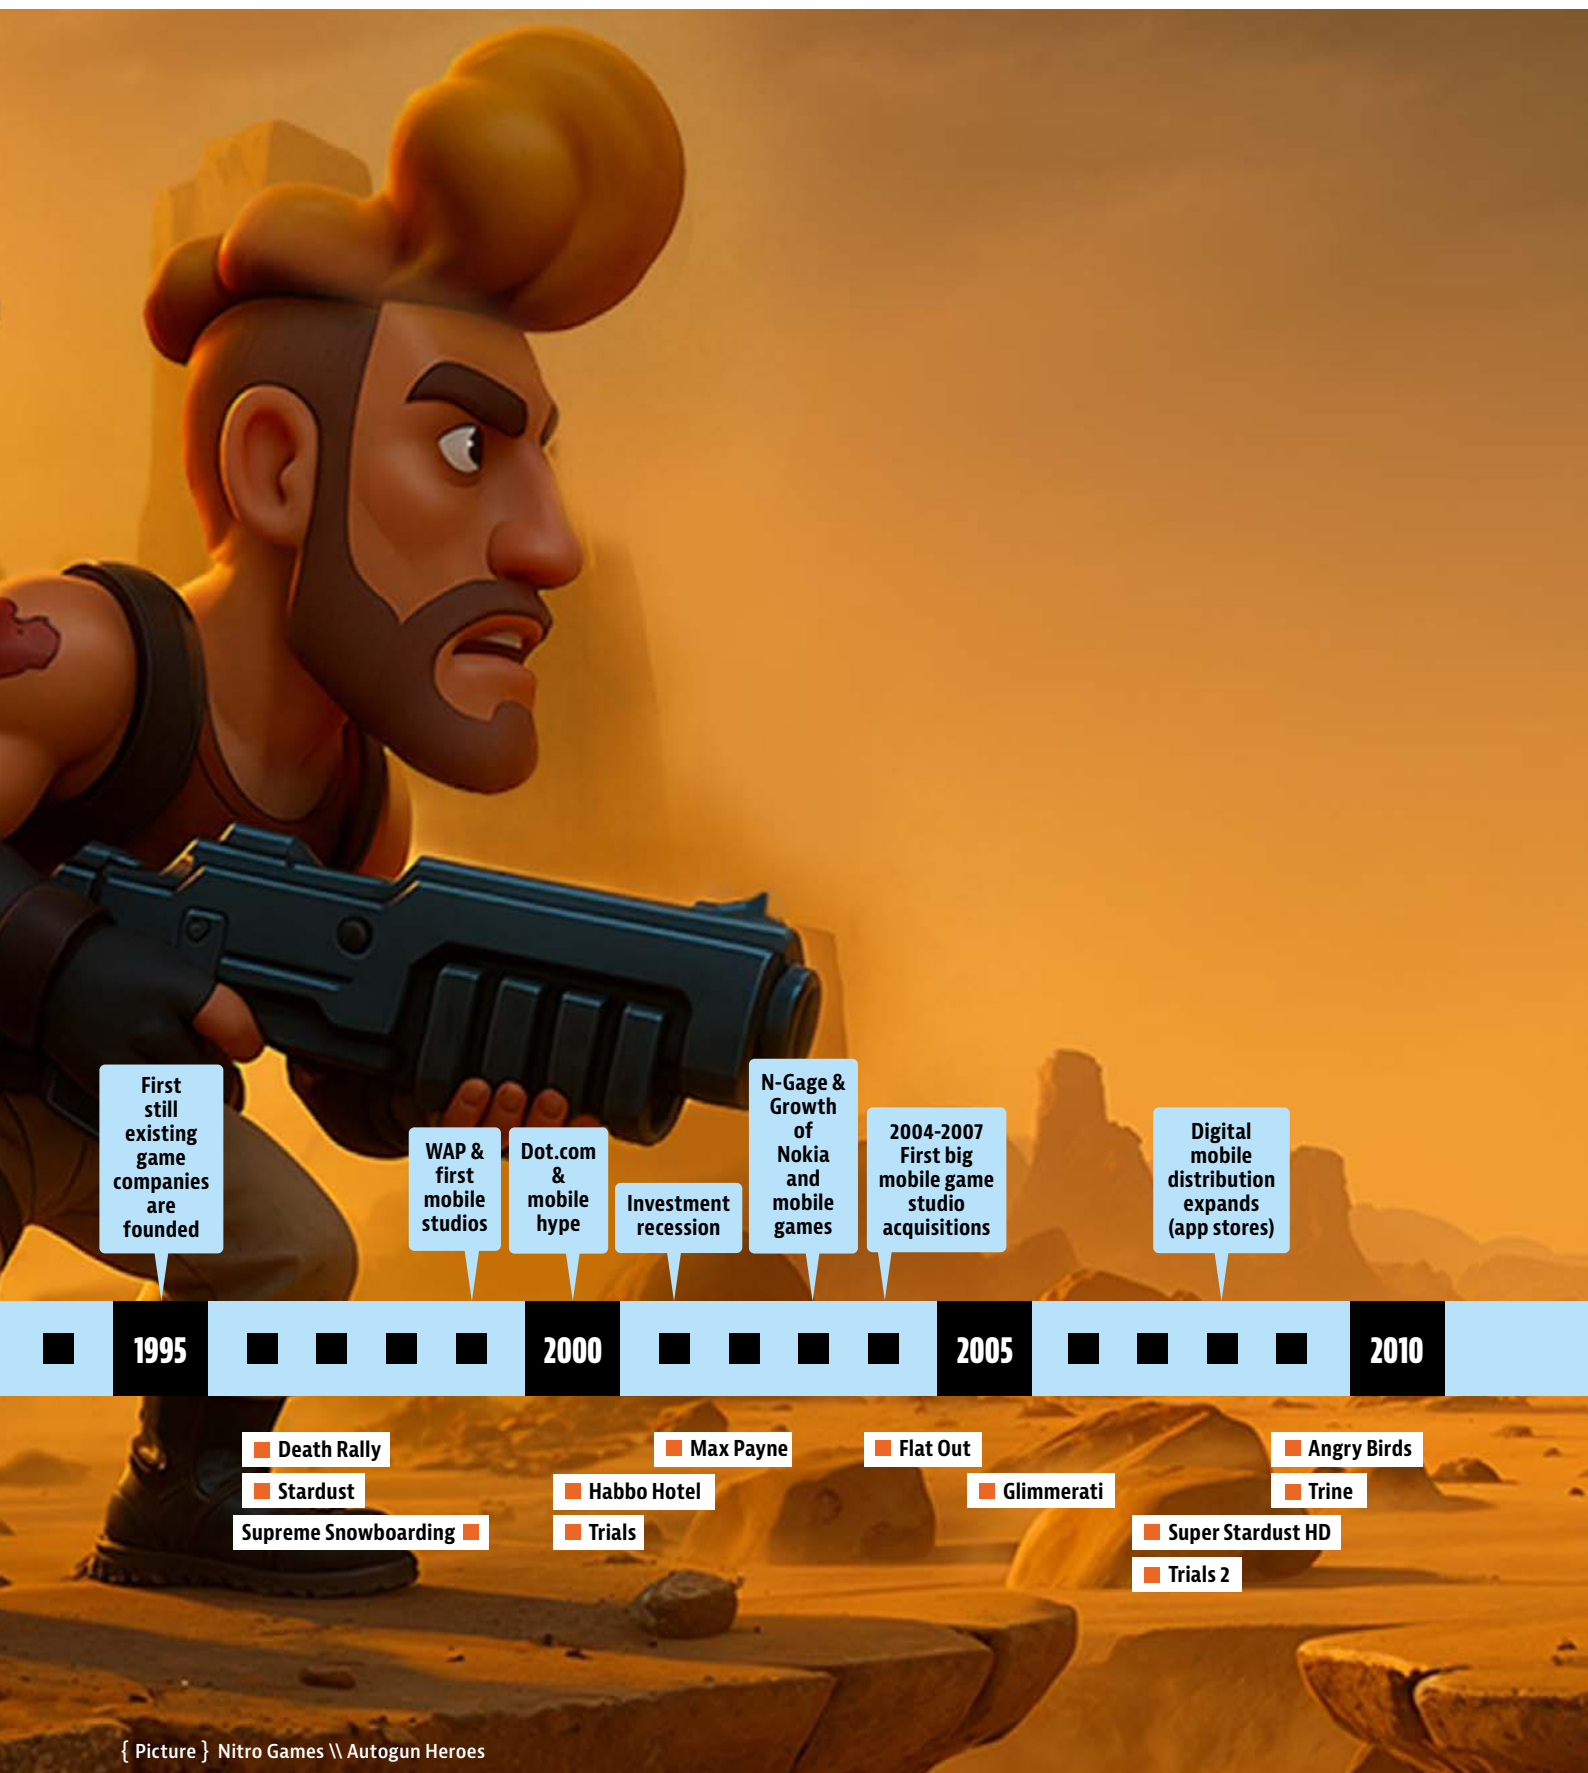 First
still
existing
game
companies
are
founded
WAP &
first
mobile
studios
Dot.com
&
mobile
hype
Investment
recession
N-Gage &
Growth
of
Nokia
and
mobile
games
2004-2007
First big
mobile game
studio
acquisitions
Digital
mobile
distribution
expands
(app stores)
1995
2000
2005
2010
Death Rally
Stardust
Supreme Snowboarding
Max Payne
Habbo Hotel
Trials
Flat Out
Glimmerati
Angry Birds
Trine
Super Stardust HD
Trials 2
{ Picture } Nitro Games \\ Autogun Heroes